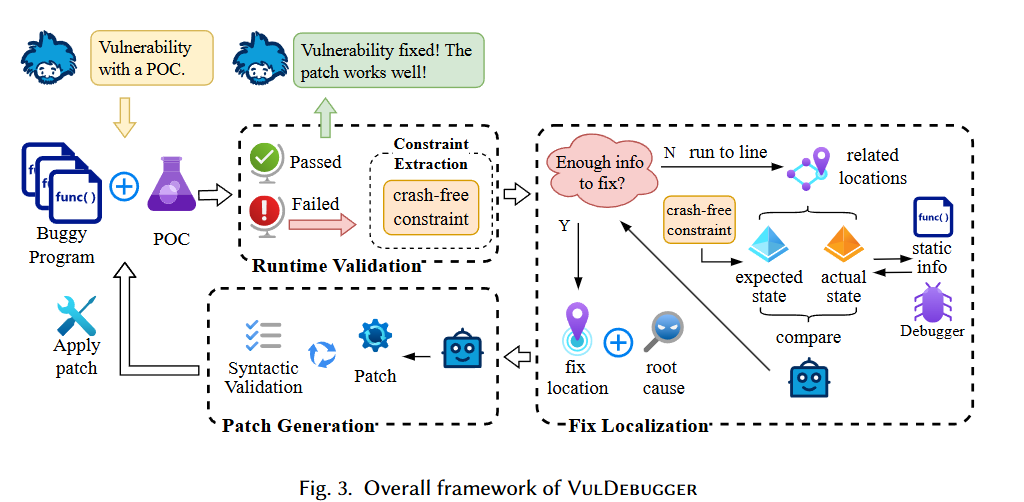 Vulnerability
with a POC.
Vulnerability fixed! The
patch works well!
func()
Buggy
Program
POC
Passed
Failed
Constraint
Extraction
crash-free
constraint
Runtime Validation
Enough info
to fix?
N
run to line
related
locations
Y
crash-free
constraint
expected
state
actual
state
func()
static
info
Debugger
compare
fix
location
root
cause
Fix Localization
Apply
patch
Syntactic
Validation
Patch
Patch Generation
Fig. 3. Overall framework of VULDEBUGGER